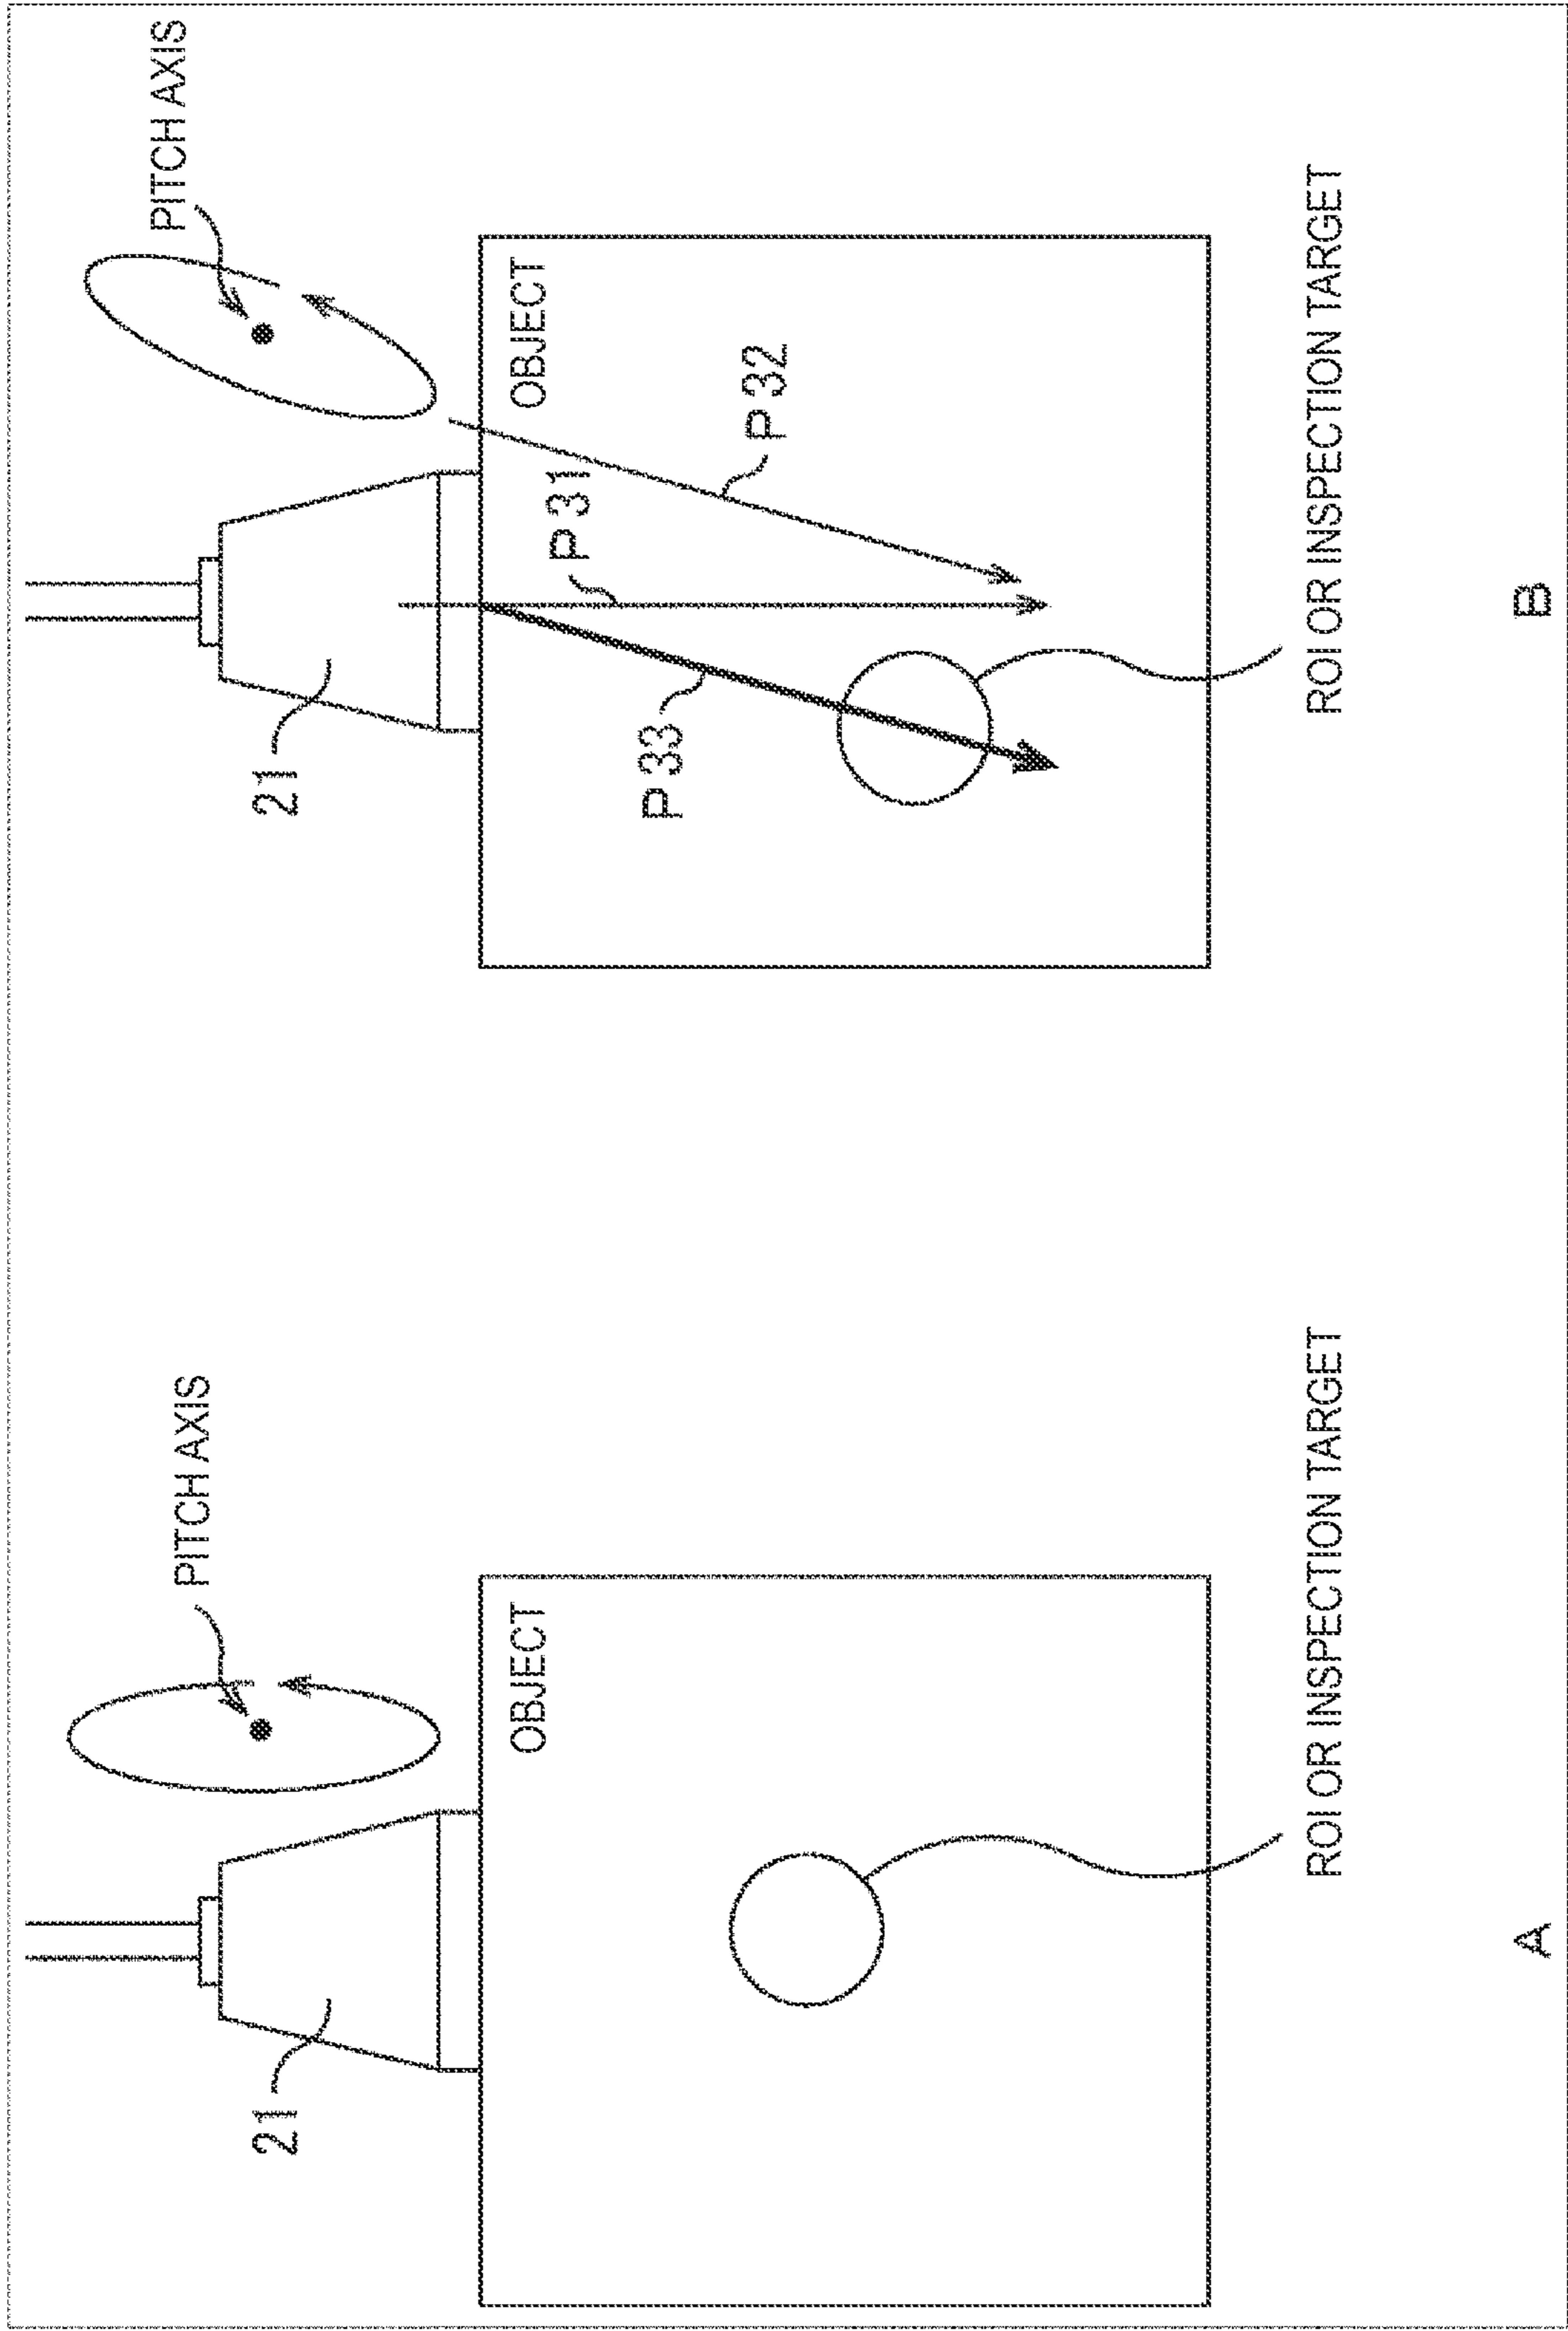 PITCH AXIS
21
OBJECT
ROI OR INSPECTION TARGET
A
PITCH AXIS
21
OBJECT
P 31
P 32
P 33
ROI OR INSPECTION TARGET
B